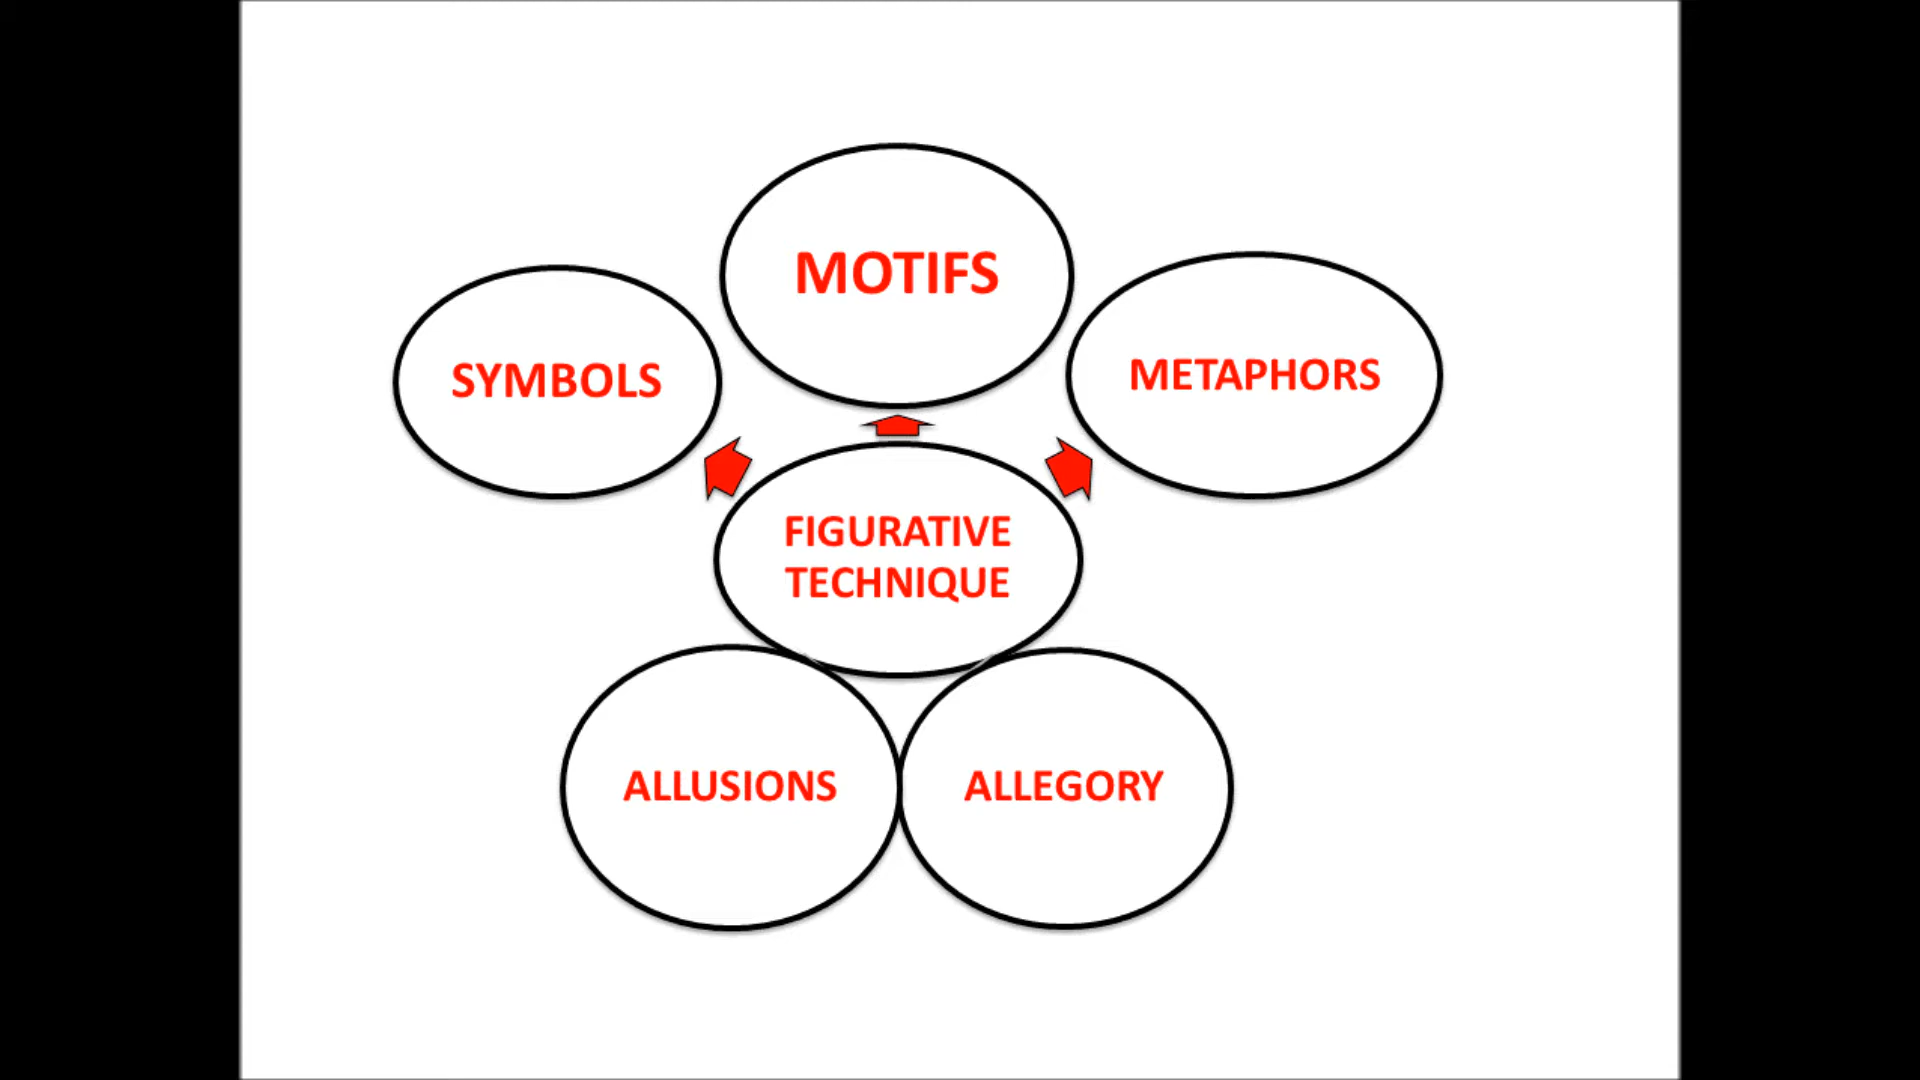 MOTIFS
SYMBOLS
METAPHORS
FIGURATIVE
TECHNIQUE
ALLUSIONS
ALLEGORY